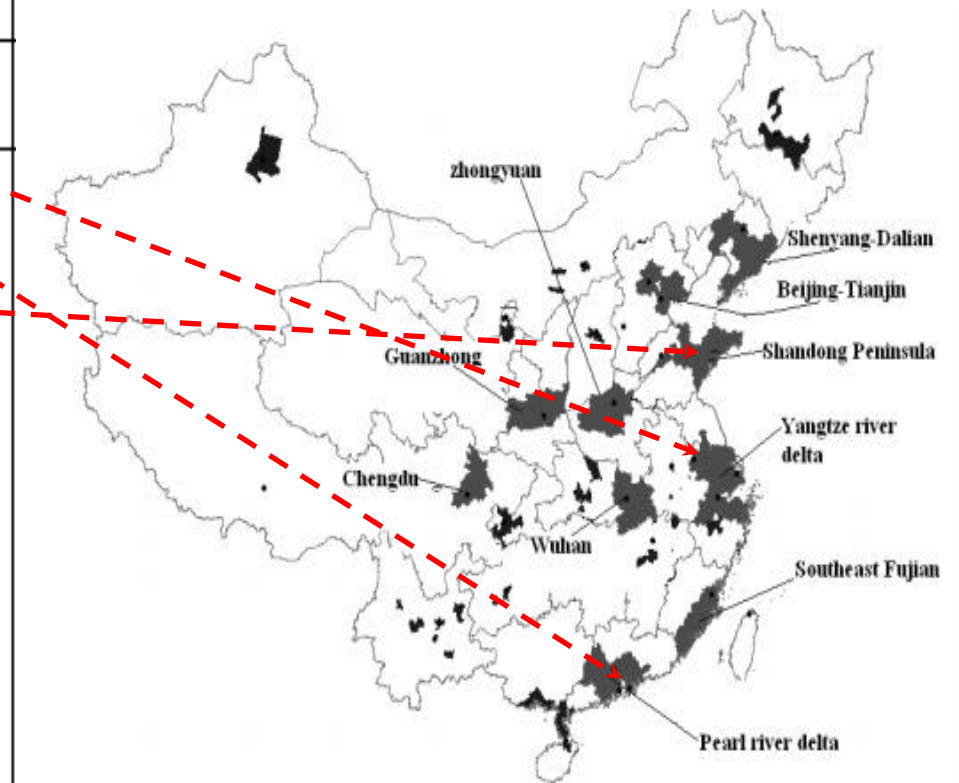 zhongyuan
Shenyang-Dalian
Beijing-Tianjin
Guanzhong
Shandong Peninsula
Yangtze river
delta
Chengdu
Wuhan
Southeast Fujian
Pearl river delta